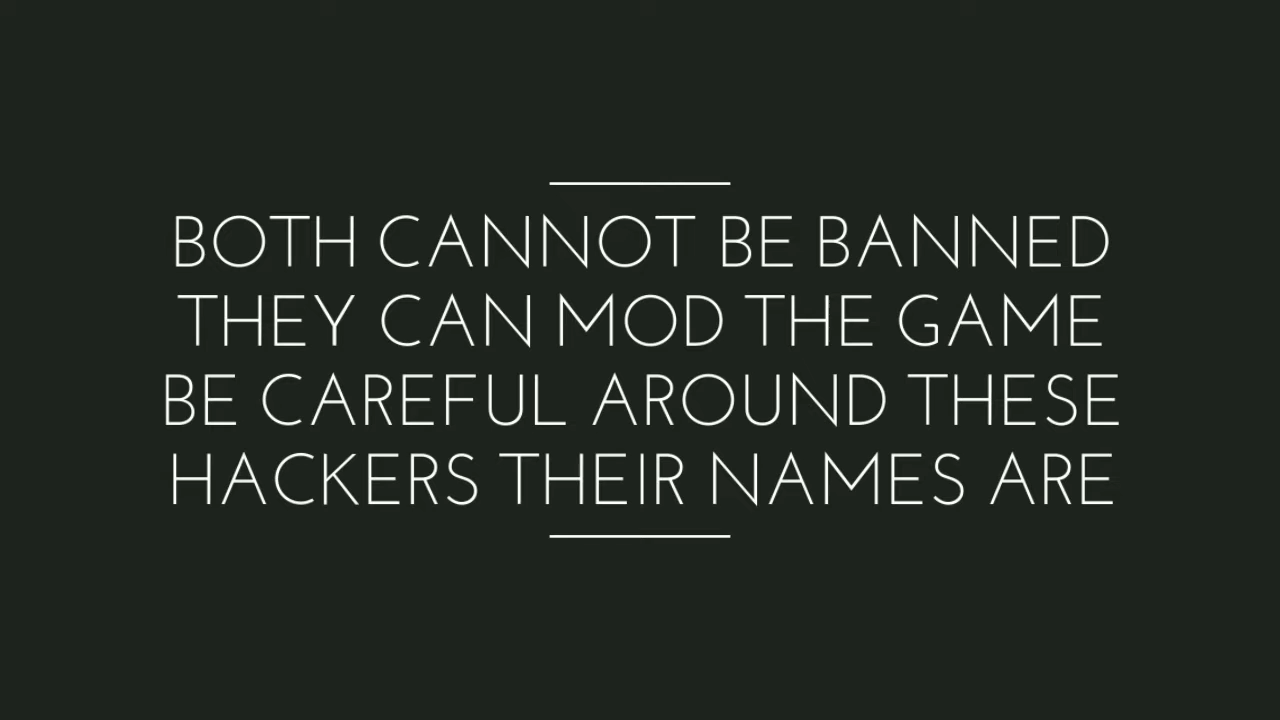 BOTH CANNOT BE BANNED
THEY CAN MOD THE GAME
BE CAREFUL AROUND THESE
HACKERS THEIR NAMES ARE